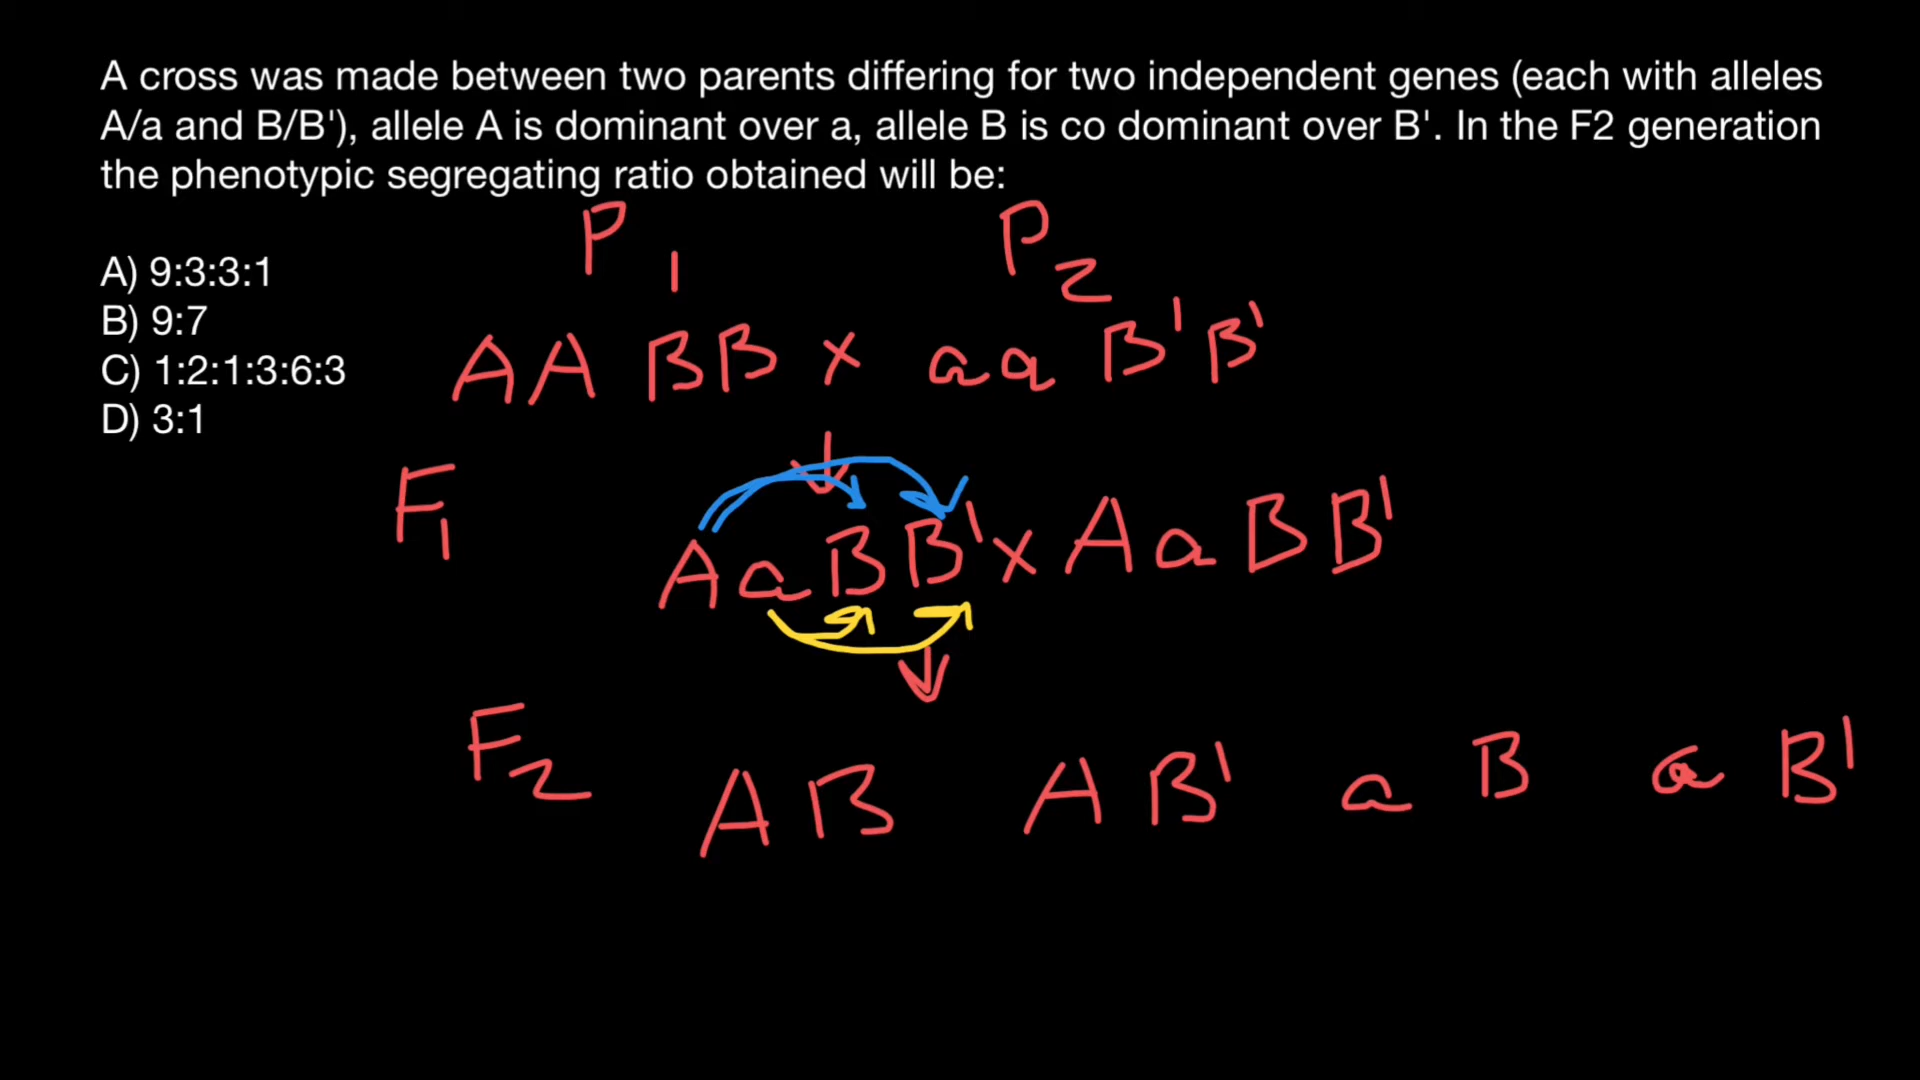 A cross was made between two parents differing for two independent genes (each with alleles
A/a and B/B'), allele A is dominant over a, allele B is co dominant over B'. In the F2 generation
the phenotypic segregating ratio obtained will be:
P1 P2
A) 9:3:3:1
B) 9:7
C) 1:2:1:3:6:3
D) 3:1
AA BB x aa B'B'
F1
AaBB' x AaBB'
F2
AB AB' aB aB'